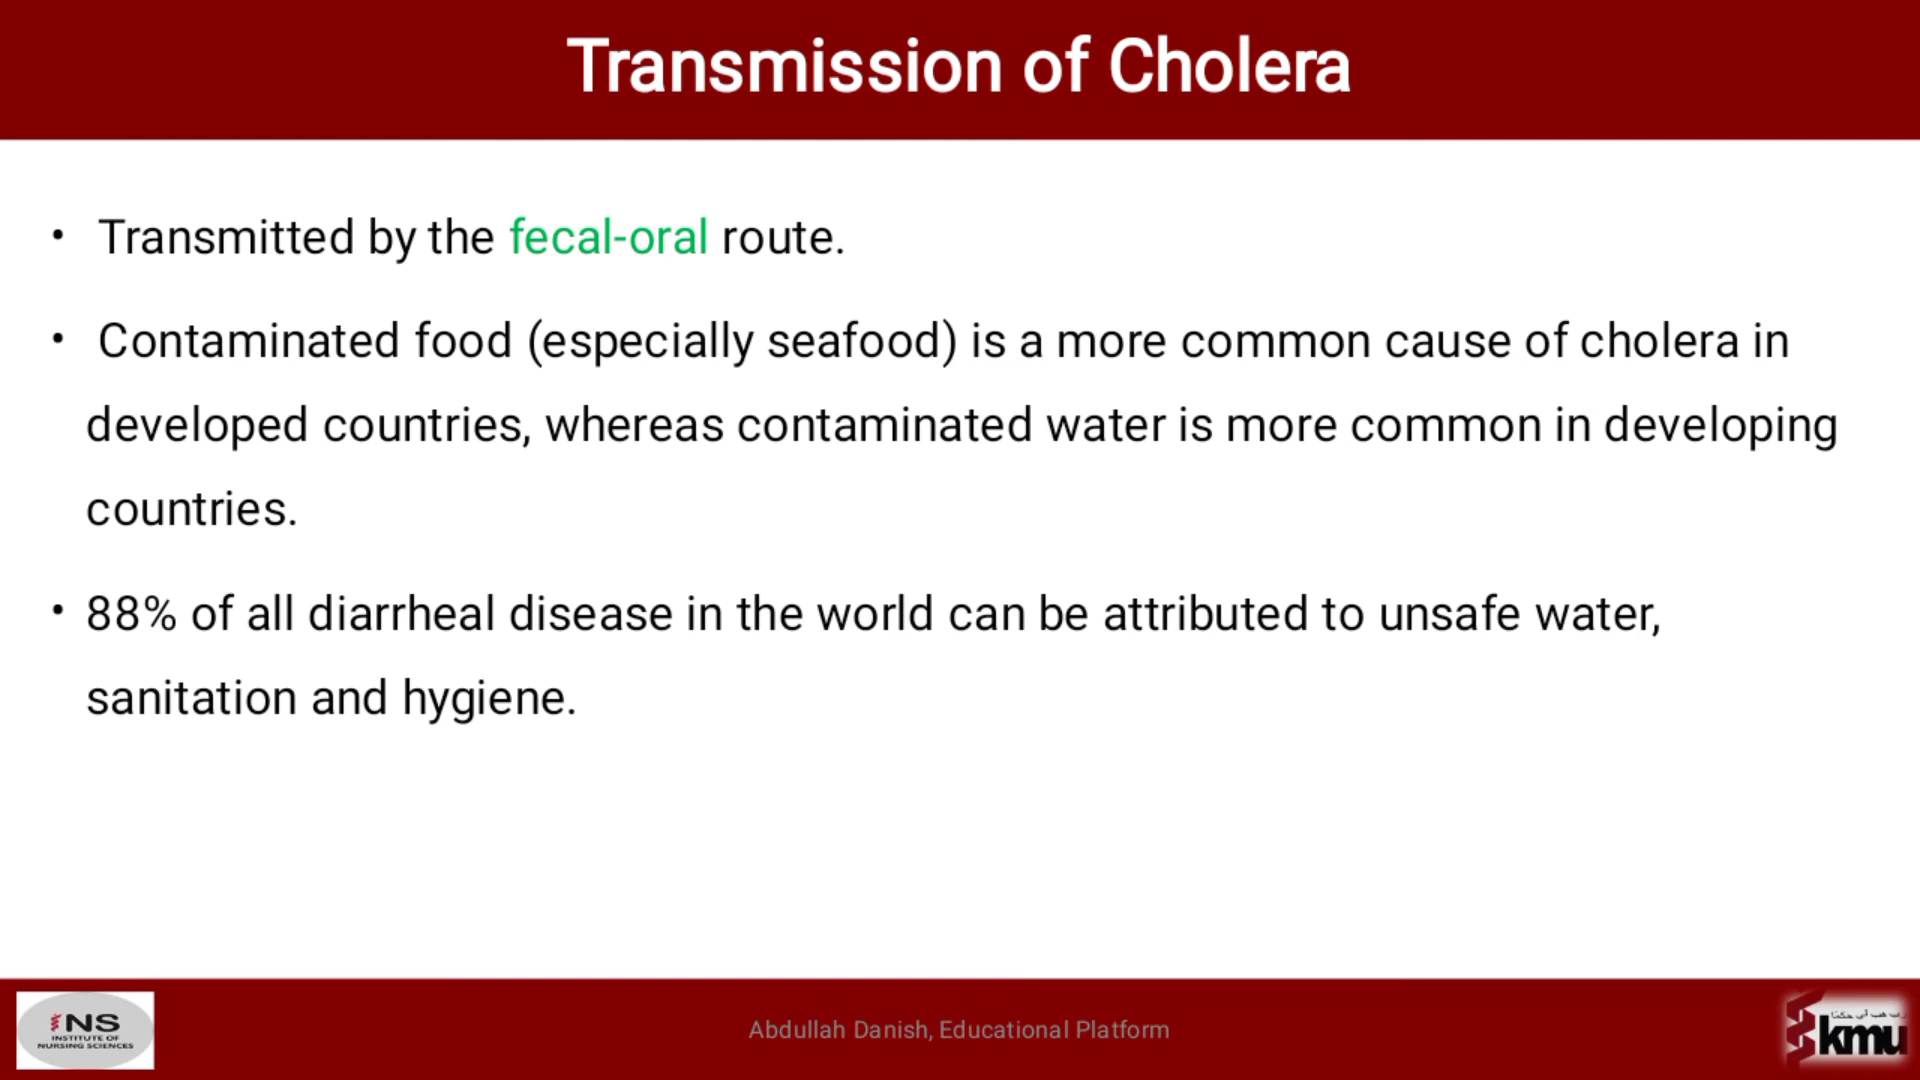 Transmission of Cholera
• Transmitted by the fecal-oral route.
• Contaminated food (especially seafood) is a more common cause of cholera in
developed countries, whereas contaminated water is more common in developing
countries.
• 88% of all diarrheal disease in the world can be attributed to unsafe water,
sanitation and hygiene.
iNS
INSTITUTE OF
NURSING SCIENCES
Abdullah Danish, Educational Platform
kmu